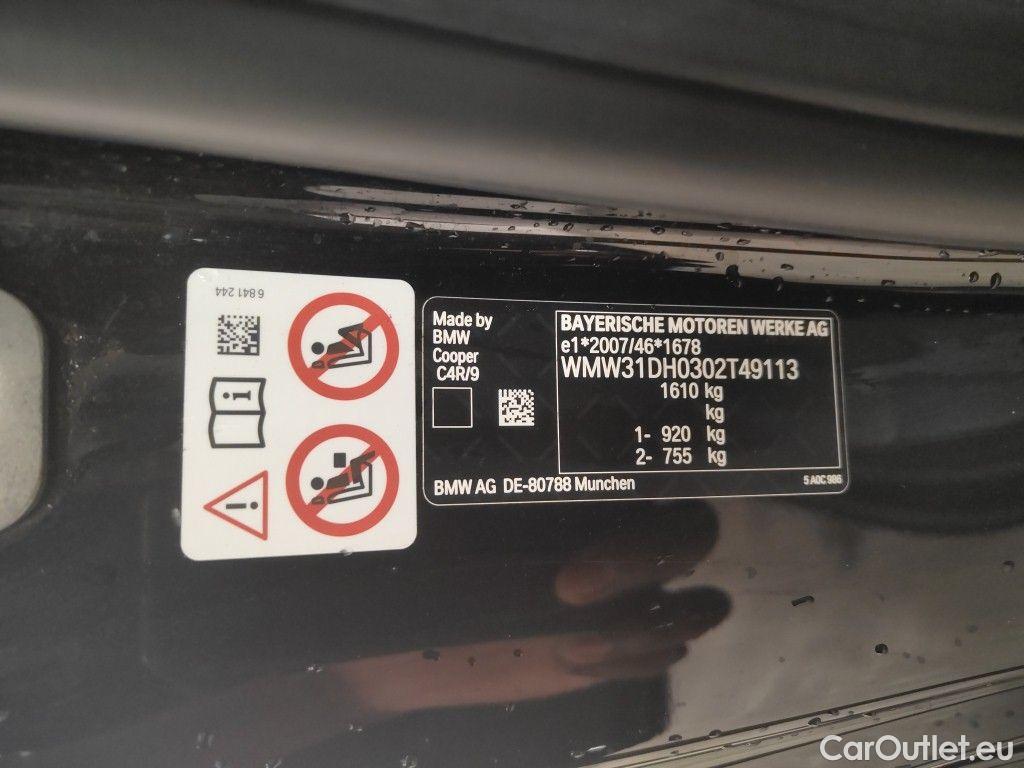 6 841 244
Made by
BMW
Cooper
C4R/9
BAYERISCHE MOTOREN WERKE AG
e1*2007/46*1678
WMW31DH0302T49113
1610 kg
kg
1- 920 kg
2- 755 kg
BMW AG DE-80788 Munchen
5 A0C 986
CarOutlet.eu